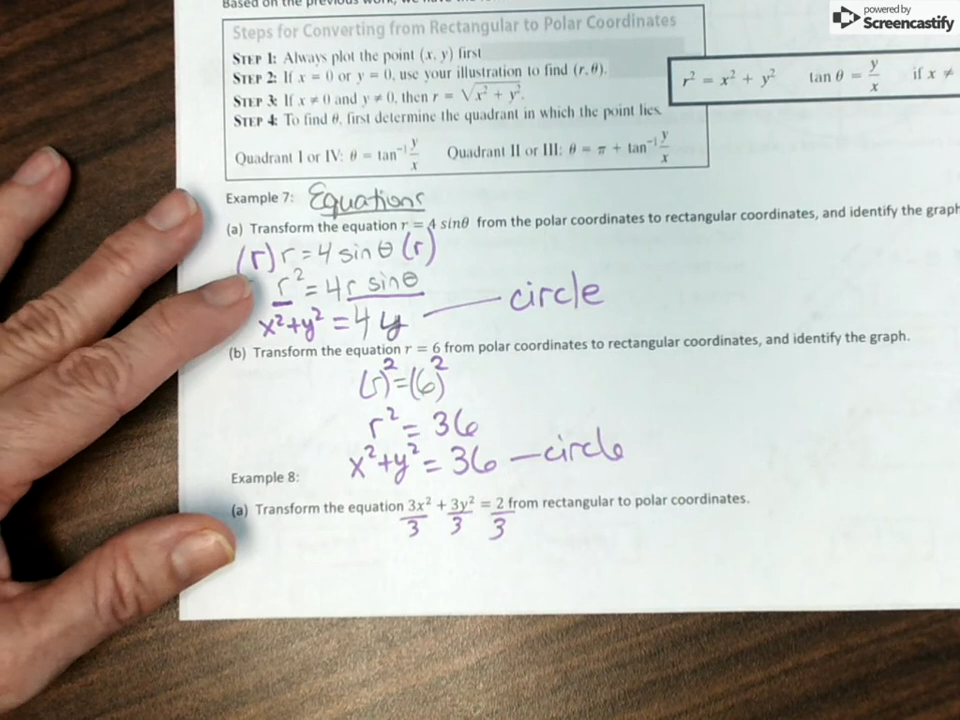 powered by
Screencastify
Based on the previous work, we have the
Steps for Converting from Rectangular to Polar Coordinates
STEP 1: Always plot the point (x, y) first
STEP 2: If x = 0 or y = 0, use your illustration to find (r, θ).
STEP 3: If x ≠ 0 and y ≠ 0, then r = √x² + y².
STEP 4: To find θ, first determine the quadrant in which the point lies.
Quadrant I or IV: θ = tan⁻¹ y/x Quadrant II or III: θ = π + tan⁻¹ y/x
r² = x² + y² tan θ = y/x if x ≠
Example 7: Equations
(a) Transform the equation r = 4 sinθ from the polar coordinates to rectangular coordinates, and identify the graph
(r) r = 4 sin θ (r)
r² = 4r sinθ
x²+y² = 4y — circle
(b) Transform the equation r = 6 from polar coordinates to rectangular coordinates, and identify the graph.
(r)² = (6)²
r² = 36
x²+y² = 36 — circle
Example 8:
(a) Transform the equation 3x² + 3y² = 2 from rectangular to polar coordinates.
3 3 3